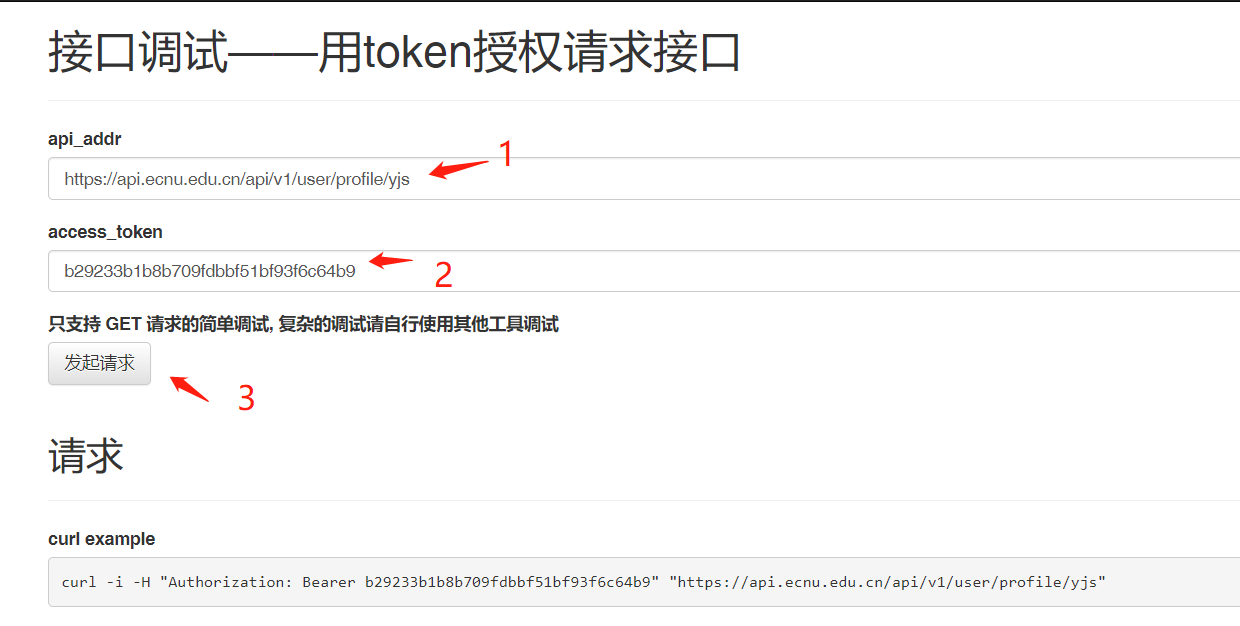 接口调试——用token授权请求接口
api_addr
1
https://api.ecnu.edu.cn/api/v1/user/profile/yjs
access_token
b29233b1b8b709fdbbf51bf93f6c64b9
2
只支持 GET 请求的简单调试, 复杂的调试请自行使用其他工具调试
发起请求
3
请求
curl example
curl -i -H "Authorization: Bearer b29233b1b8b709fdbbf51bf93f6c64b9" "https://api.ecnu.edu.cn/api/v1/user/profile/yjs"